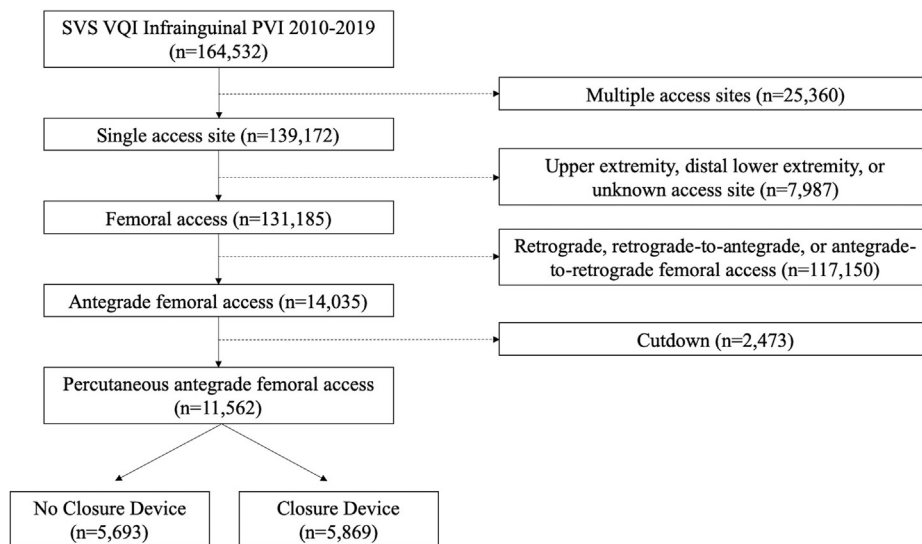 SVS VQI Infrainguinal PVI 2010-2019
(n=164,532)
Multiple access sites (n=25,360)
Single access site (n=139,172)
Upper extremity, distal lower extremity, or
unknown access site (n=7,987)
Femoral access (n=131,185)
Retrograde, retrograde-to-antegrade, or antegrade-
to-retrograde femoral access (n=117,150)
Antegrade femoral access (n=14,035)
Cutdown (n=2,473)
Percutaneous antegrade femoral access
(n=11,562)
No Closure Device
(n=5,693)
Closure Device
(n=5,869)